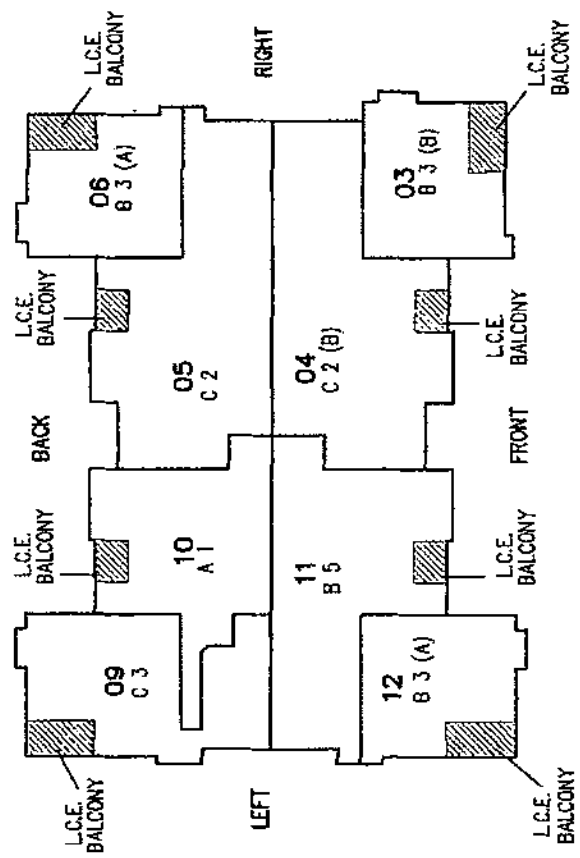 L.C.E.
BALCONY
L.C.E.
BALCONY
BACK
L.C.E.
BALCONY
L.C.E.
BALCONY
09
C 3
10
A 1
05
C 2
06
B 3 (A)
LEFT
RIGHT
12
B 3 (A)
11
B 5
04
C 2 (B)
03
B 3 (B)
L.C.E.
BALCONY
L.C.E.
BALCONY
FRONT
L.C.E.
BALCONY
L.C.E.
BALCONY